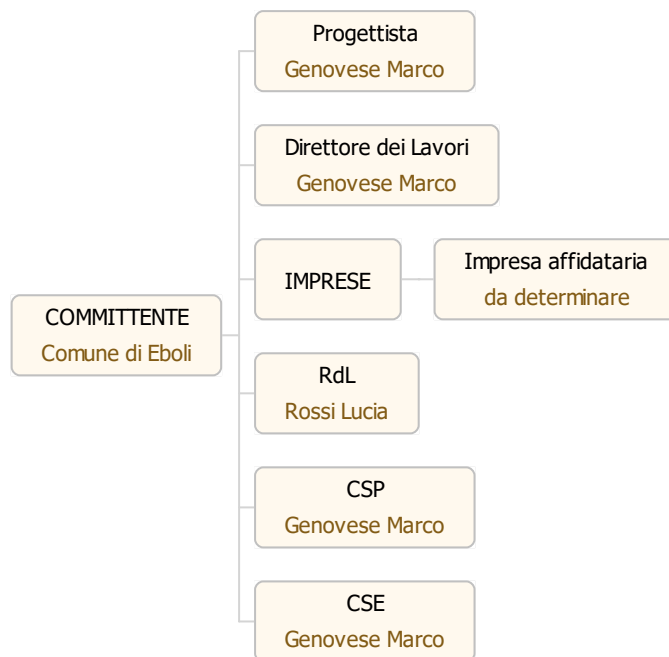 Progettista
Genovese Marco
Direttore dei Lavori
Genovese Marco
IMPRESE
Impresa affidataria
da determinare
COMMITTENTE
Comune di Eboli
RdL
Rossi Lucia
CSP
Genovese Marco
CSE
Genovese Marco